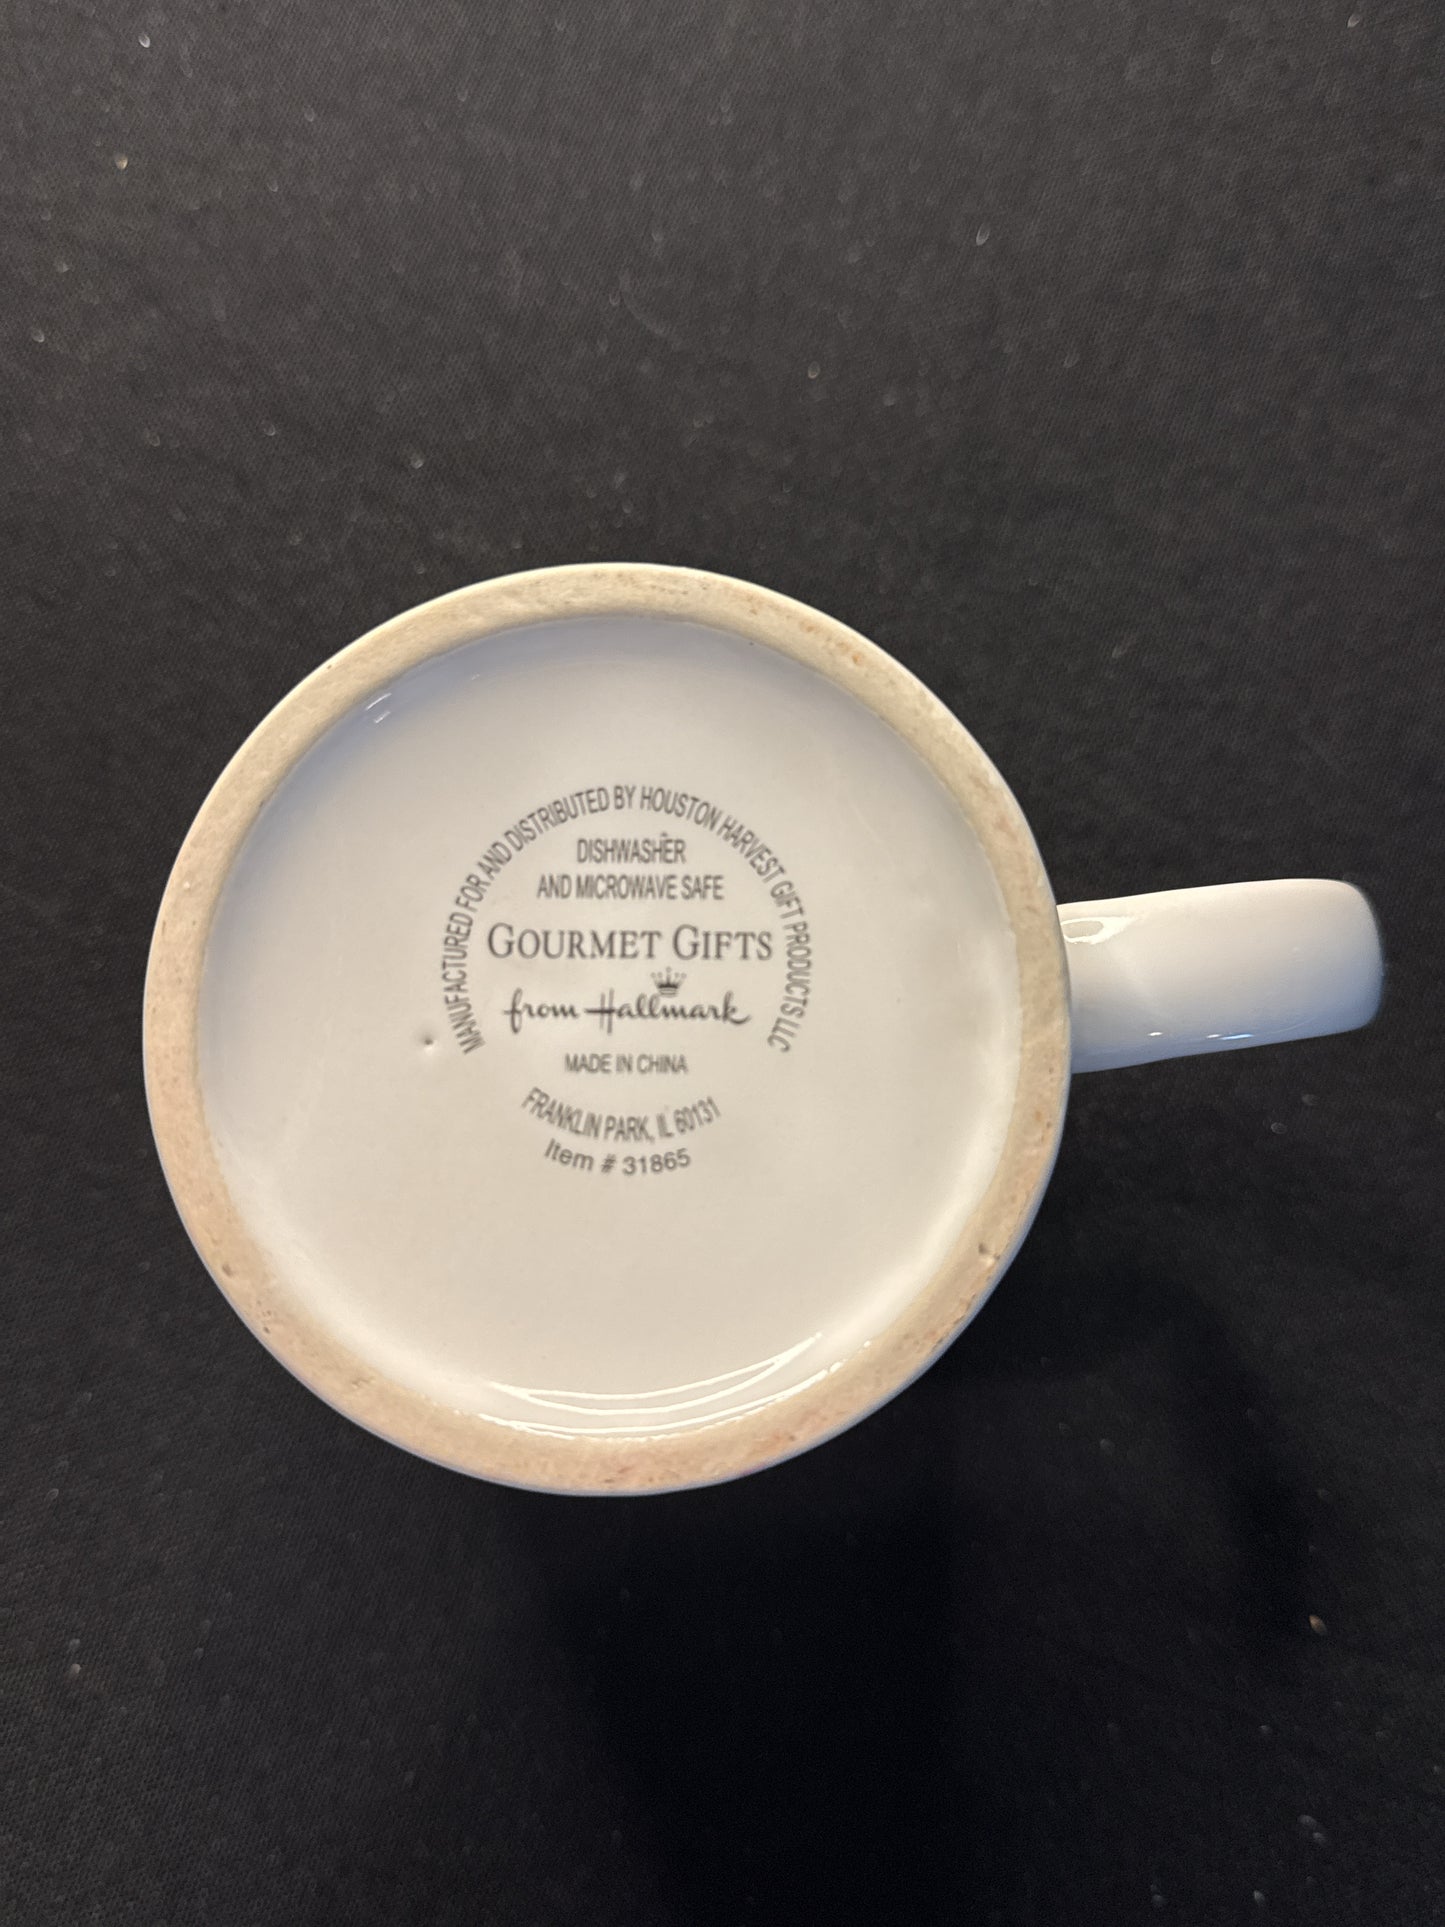 MANUFACTURED FOR AND DISTRIBUTED BY HOUSTON HARVEST GIFT PRODUCTS LLC
DISHWASHER
AND MICROWAVE SAFE
GOURMET GIFTS
from Hallmark
MADE IN CHINA
FRANKLIN PARK, IL 60131
Item # 31865